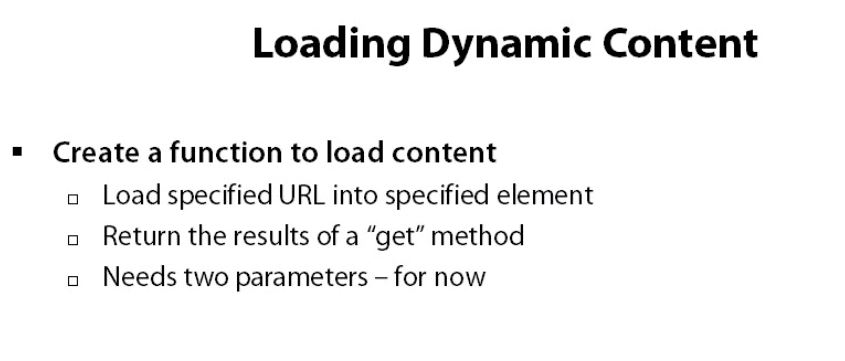 Loading Dynamic Content
▪ Create a function to load content
▫ Load specified URL into specified element
▫ Return the results of a “get” method
▫ Needs two parameters – for now